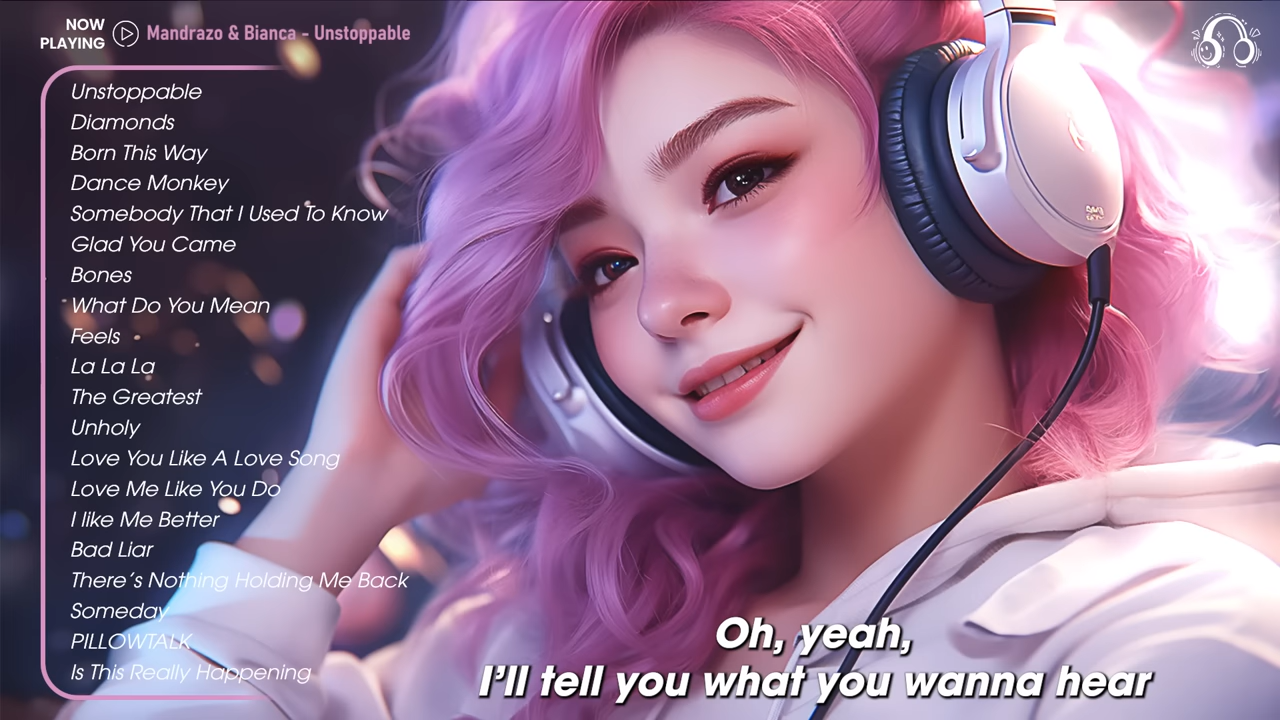 NOW
PLAYING
Mandrazo & Bianca - Unstoppable
Unstoppable
Diamonds
Born This Way
Dance Monkey
Somebody That I Used To Know
Glad You Came
Bones
What Do You Mean
Feels
La La La
The Greatest
Unholy
Love You Like A Love Song
Love Me Like You Do
I like Me Better
Bad Liar
There's Nothing Holding Me Back
Someday
PILLOWTALK
Is This Really Happening
Oh, yeah,
I'll tell you what you wanna hear